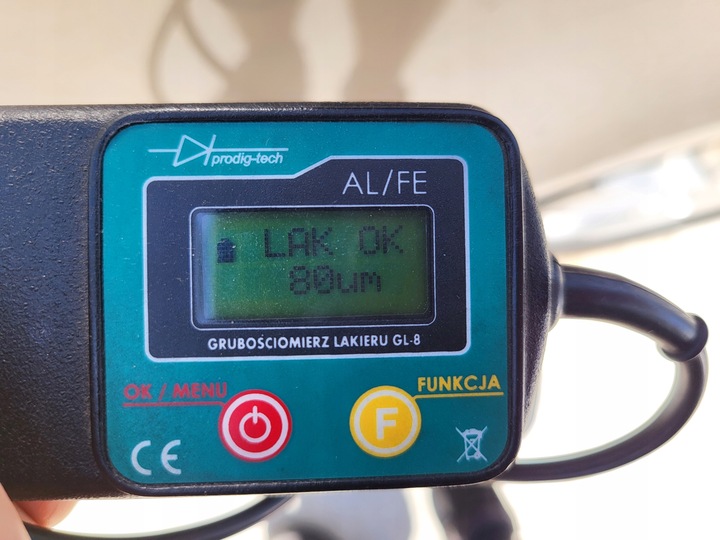 prodig-tech
AL/FE
LAK OK
80um
GRUBOŚCIOMIERZ LAKIERU GL-8
OK / MENU
FUNKCJA
F
CE